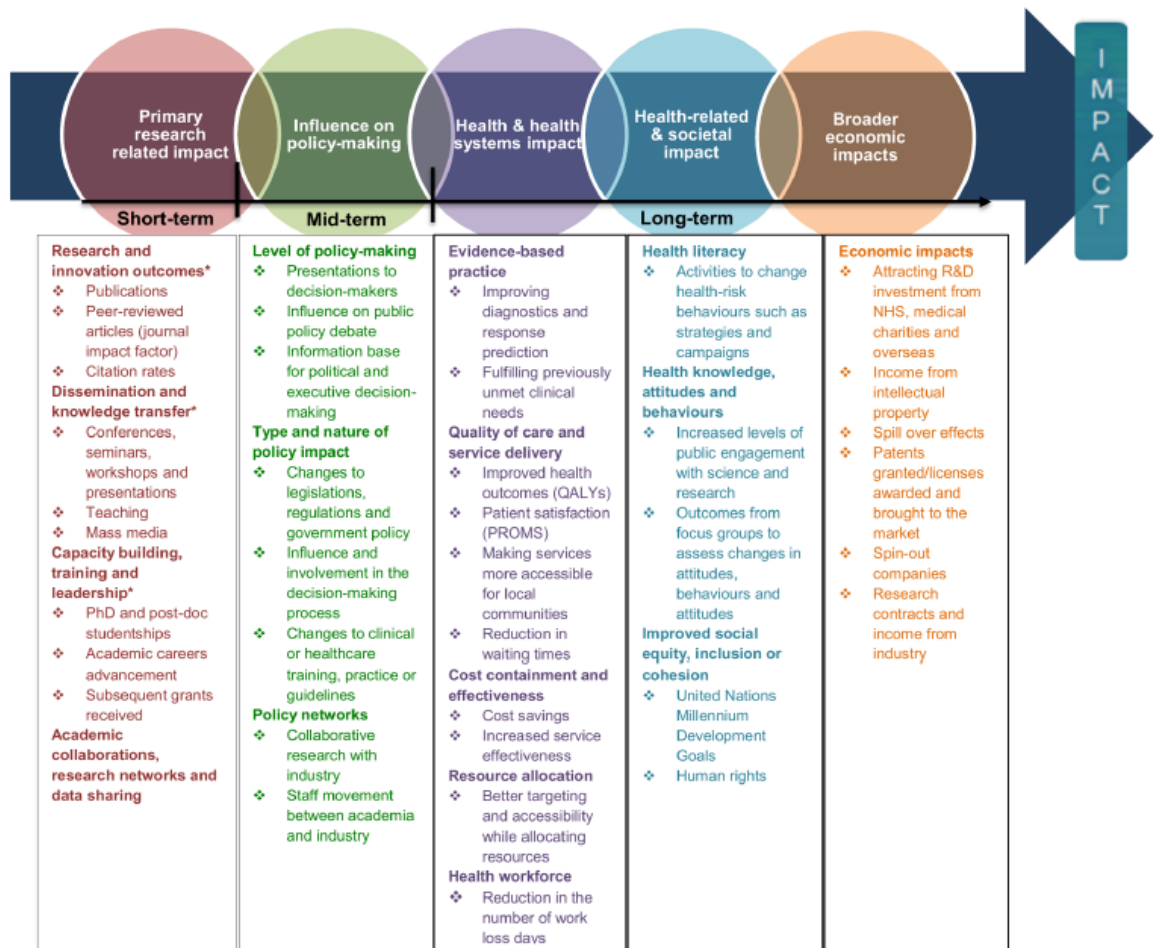 Primary
research
related impact
Influence on
policy-making
Health & health
systems impact
Health-related
& societal
impact
Broader
economic
impacts
IMPACT
Short-term
Mid-term
Long-term
Research and
innovation outcomes*
❖ Publications
❖ Peer-reviewed
articles (journal
impact factor)
❖ Citation rates
Dissemination and
knowledge transfer*
❖ Conferences,
seminars,
workshops and
presentations
❖ Teaching
❖ Mass media
Capacity building,
training and
leadership*
❖ PhD and post-doc
studentships
❖ Academic careers
advancement
❖ Subsequent grants
received
Academic
collaborations,
research networks and
data sharing
Level of policy-making
❖ Presentations to
decision-makers
❖ Influence on public
policy debate
❖ Information base
for political and
executive decision-
making
Type and nature of
policy impact
❖ Changes to
legislations,
regulations and
government policy
❖ Influence and
involvement in the
decision-making
process
❖ Changes to clinical
or healthcare
training, practice or
guidelines
Policy networks
❖ Collaborative
research with
industry
❖ Staff movement
between academia
and industry
Evidence-based
practice
❖ Improving
diagnostics and
response
prediction
❖ Fulfilling previously
unmet clinical
needs
Quality of care and
service delivery
❖ Improved health
outcomes (QALYs)
❖ Patient satisfaction
(PROMS)
❖ Making services
more accessible
for local
communities
❖ Reduction in
waiting times
Cost containment and
effectiveness
❖ Cost savings
❖ Increased service
effectiveness
Resource allocation
❖ Better targeting
and accessibility
while allocating
resources
Health workforce
❖ Reduction in the
number of work
loss days
Health literacy
❖ Activities to change
health-risk
behaviours such as
strategies and
campaigns
Health knowledge,
attitudes and
behaviours
❖ Increased levels of
public engagement
with science and
research
❖ Outcomes from
focus groups to
assess changes in
attitudes,
behaviours and
attitudes
Improved social
equity, inclusion or
cohesion
❖ United Nations
Millennium
Development
Goals
❖ Human rights
Economic impacts
❖ Attracting R&D
investment from
NHS, medical
charities and
overseas
❖ Income from
intellectual
property
❖ Spill over effects
❖ Patents
granted/licenses
awarded and
brought to the
market
❖ Spin-out
companies
❖ Research
contracts and
income from
industry